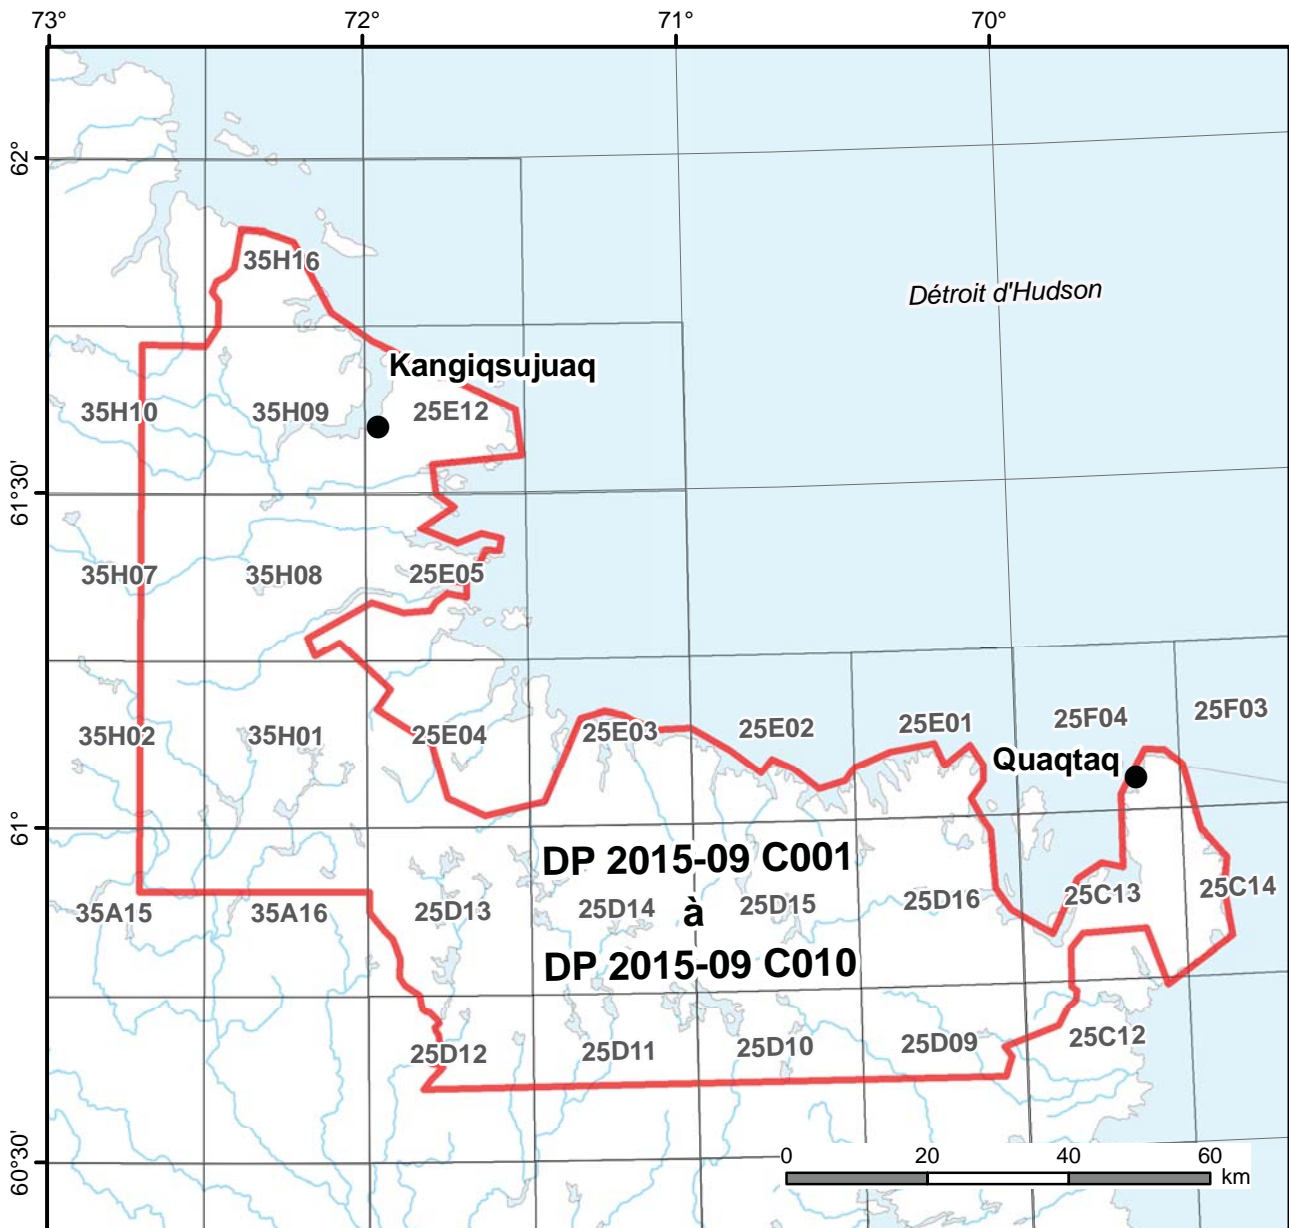 73°
72°
71°
70°
62°
35H16
Détroit d'Hudson
Kangiqsujuaq
35H10
35H09
25E12
61°30'
35H07
35H08
25E05
35H02
35H01
25E04
25E03
25E02
25E01
25F04
25F03
Quaqtaq
61°
DP 2015-09 C001
35A15
35A16
25D13
25D14
à
25D15
25D16
25C13
25C14
DP 2015-09 C010
25D12
25D11
25D10
25D09
25C12
60°30'
0 20 40 60
km